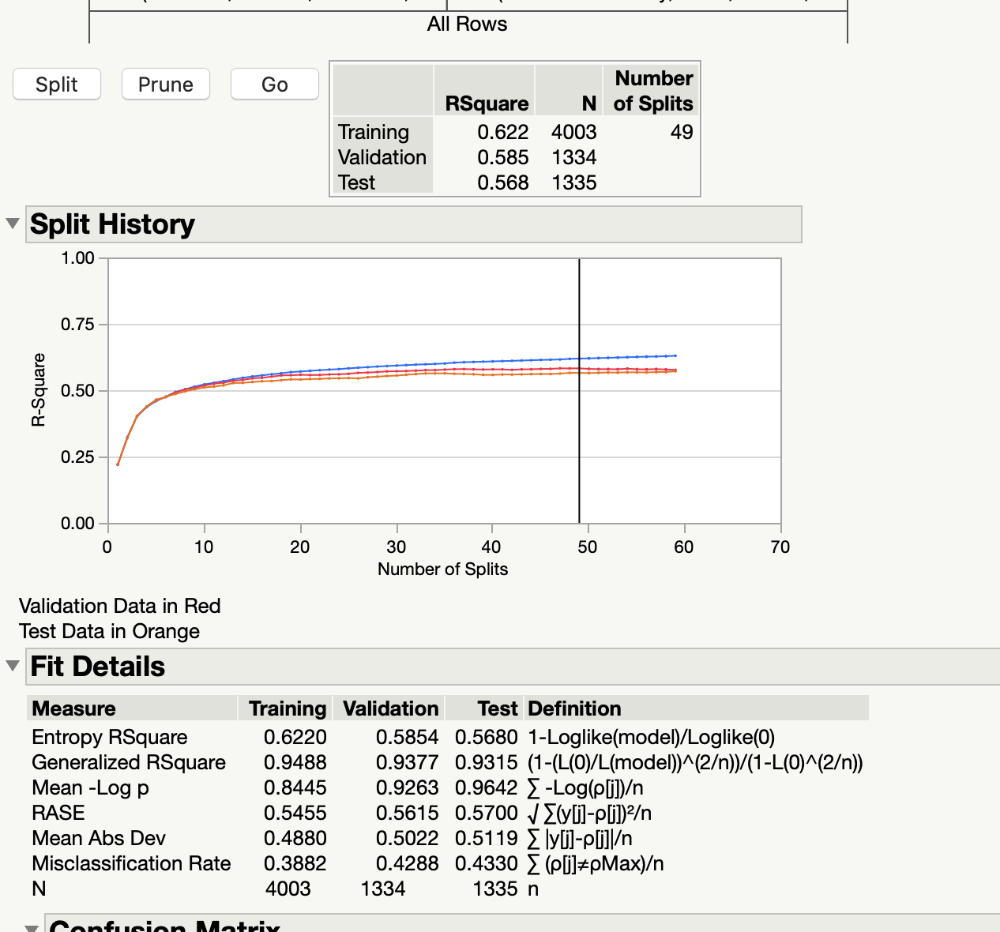 All Rows
Split Prune Go
RSquare N Number of Splits
Training 0.622 4003 49
Validation 0.585 1334
Test 0.568 1335
Split History
1.00
0.75
0.50
0.25
0.00
R-Square
0 10 20 30 40 50 60 70
Number of Splits
Validation Data in Red
Test Data in Orange
Fit Details
Measure Training Validation Test Definition
Entropy RSquare 0.6220 0.5854 0.5680 1-Loglike(model)/Loglike(0)
Generalized RSquare 0.9488 0.9377 0.9315 (1-(L(0)/L(model))^(2/n))/(1-L(0)^(2/n))
Mean -Log p 0.8445 0.9263 0.9642 ∑ -Log(ρ[j])/n
RASE 0.5455 0.5615 0.5700 √ ∑(y[j]-ρ[j])²/n
Mean Abs Dev 0.4880 0.5022 0.5119 ∑ |y[j]-ρ[j]|/n
Misclassification Rate 0.3882 0.4288 0.4330 ∑ (ρ[j]≠ρMax)/n
N 4003 1334 1335 n
Confusion Matrix